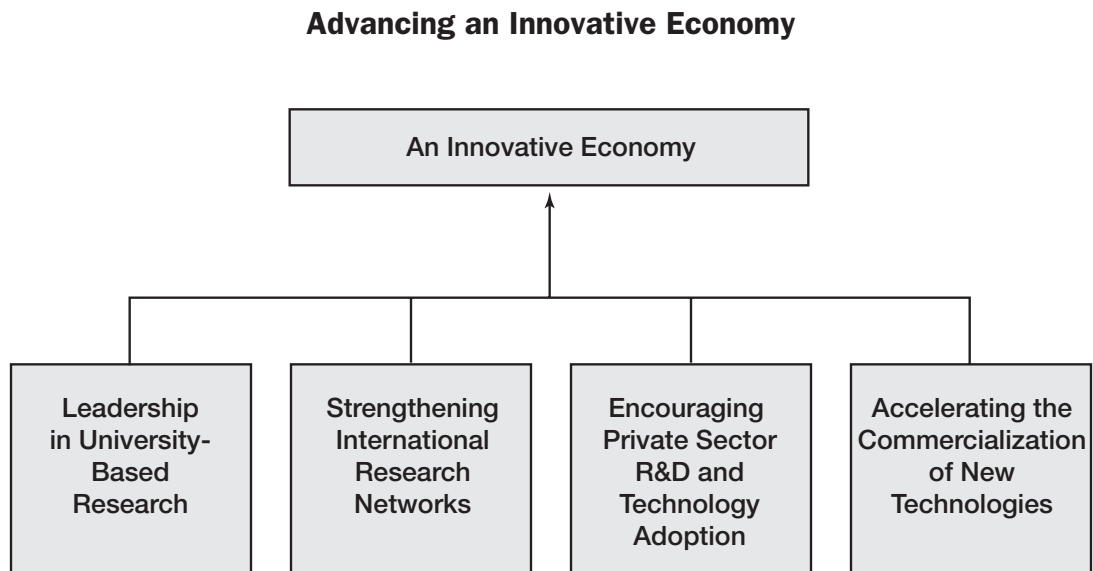 Advancing an Innovative Economy
An Innovative Economy
Leadership
in University-
Based
Research
Strengthening
International
Research
Networks
Encouraging
Private Sector
R&D and
Technology
Adoption
Accelerating the
Commercialization
of New
Technologies